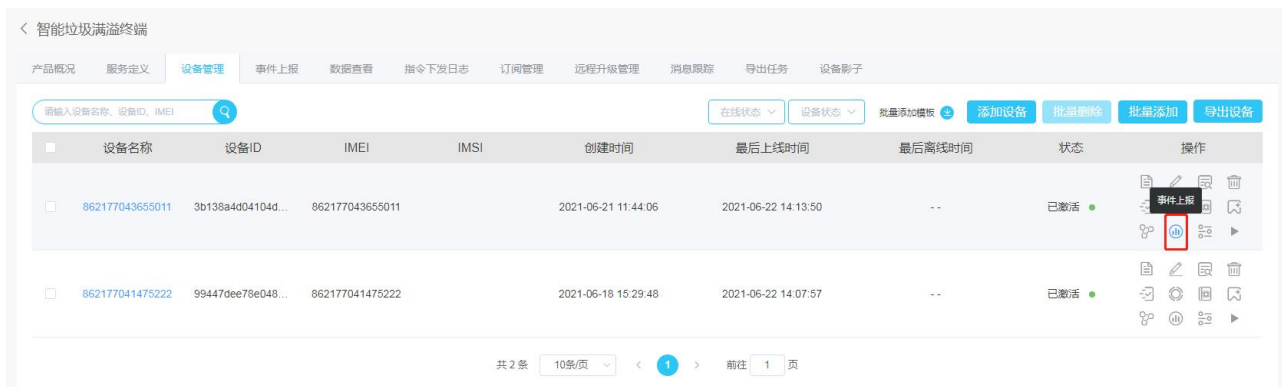 智能垃圾满溢终端
产品概况 服务定义 设备管理 事件上报 数据查看 指令下发日志 订阅管理 远程升级管理 消息跟踪 导出任务 设备影子
请输入设备名称、设备ID、IMEI 在线状态 设备状态 批量添加模板 添加设备 批量删除 批量添加 导出设备
设备名称 设备ID IMEI IMSI 创建时间 最后上线时间 最后离线时间 状态 操作
事件上报
862177043655011 3b138a4d04104d... 862177043655011 2021-06-21 11:44:06 2021-06-22 14:13:50 -- 已激活
862177041475222 99447dee78e048... 862177041475222 2021-06-18 15:29:48 2021-06-22 14:07:57 -- 已激活
共 2 条 10条/页 < 1 > 前往 1 页